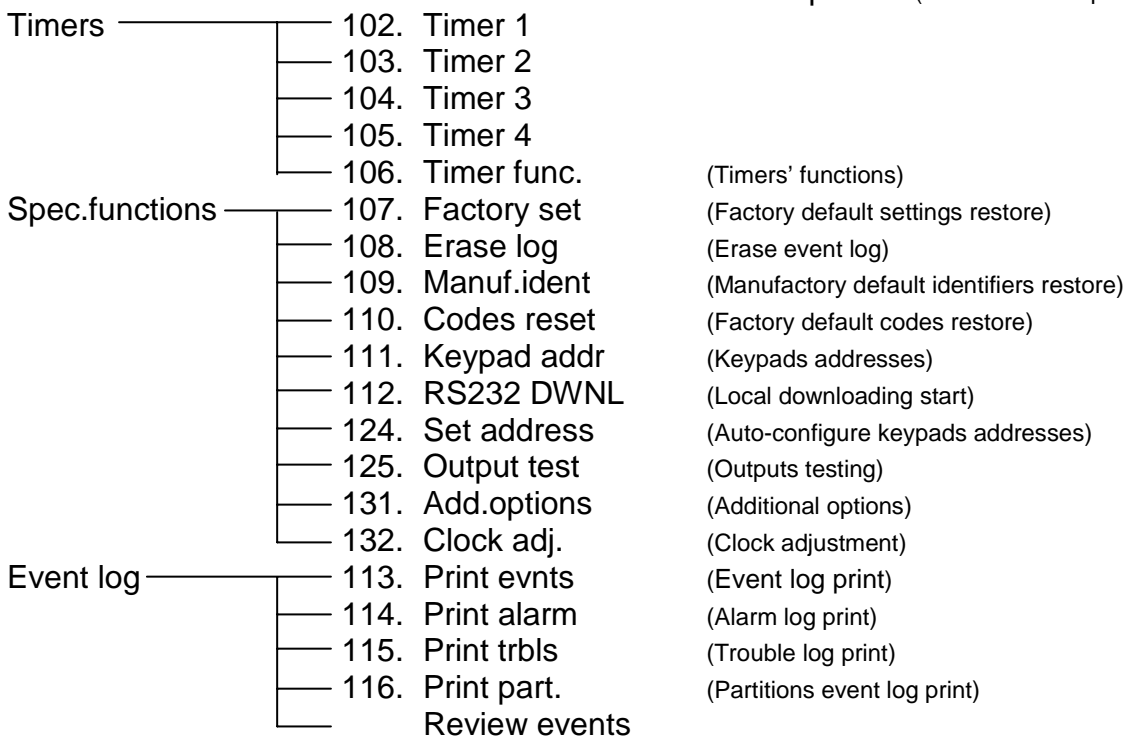 Timers 102. Timer 1
103. Timer 2
104. Timer 3
105. Timer 4
106. Timer func. (Timers’ functions)
Spec.functions 107. Factory set (Factory default settings restore)
108. Erase log (Erase event log)
109. Manuf.ident (Manufactory default identifiers restore)
110. Codes reset (Factory default codes restore)
111. Keypad addr (Keypads addresses)
112. RS232 DWNL (Local downloading start)
124. Set address (Auto-configure keypads addresses)
125. Output test (Outputs testing)
131. Add.options (Additional options)
132. Clock adj. (Clock adjustment)
Event log 113. Print evnts (Event log print)
114. Print alarm (Alarm log print)
115. Print trbls (Trouble log print)
116. Print part. (Partitions event log print)
Review events